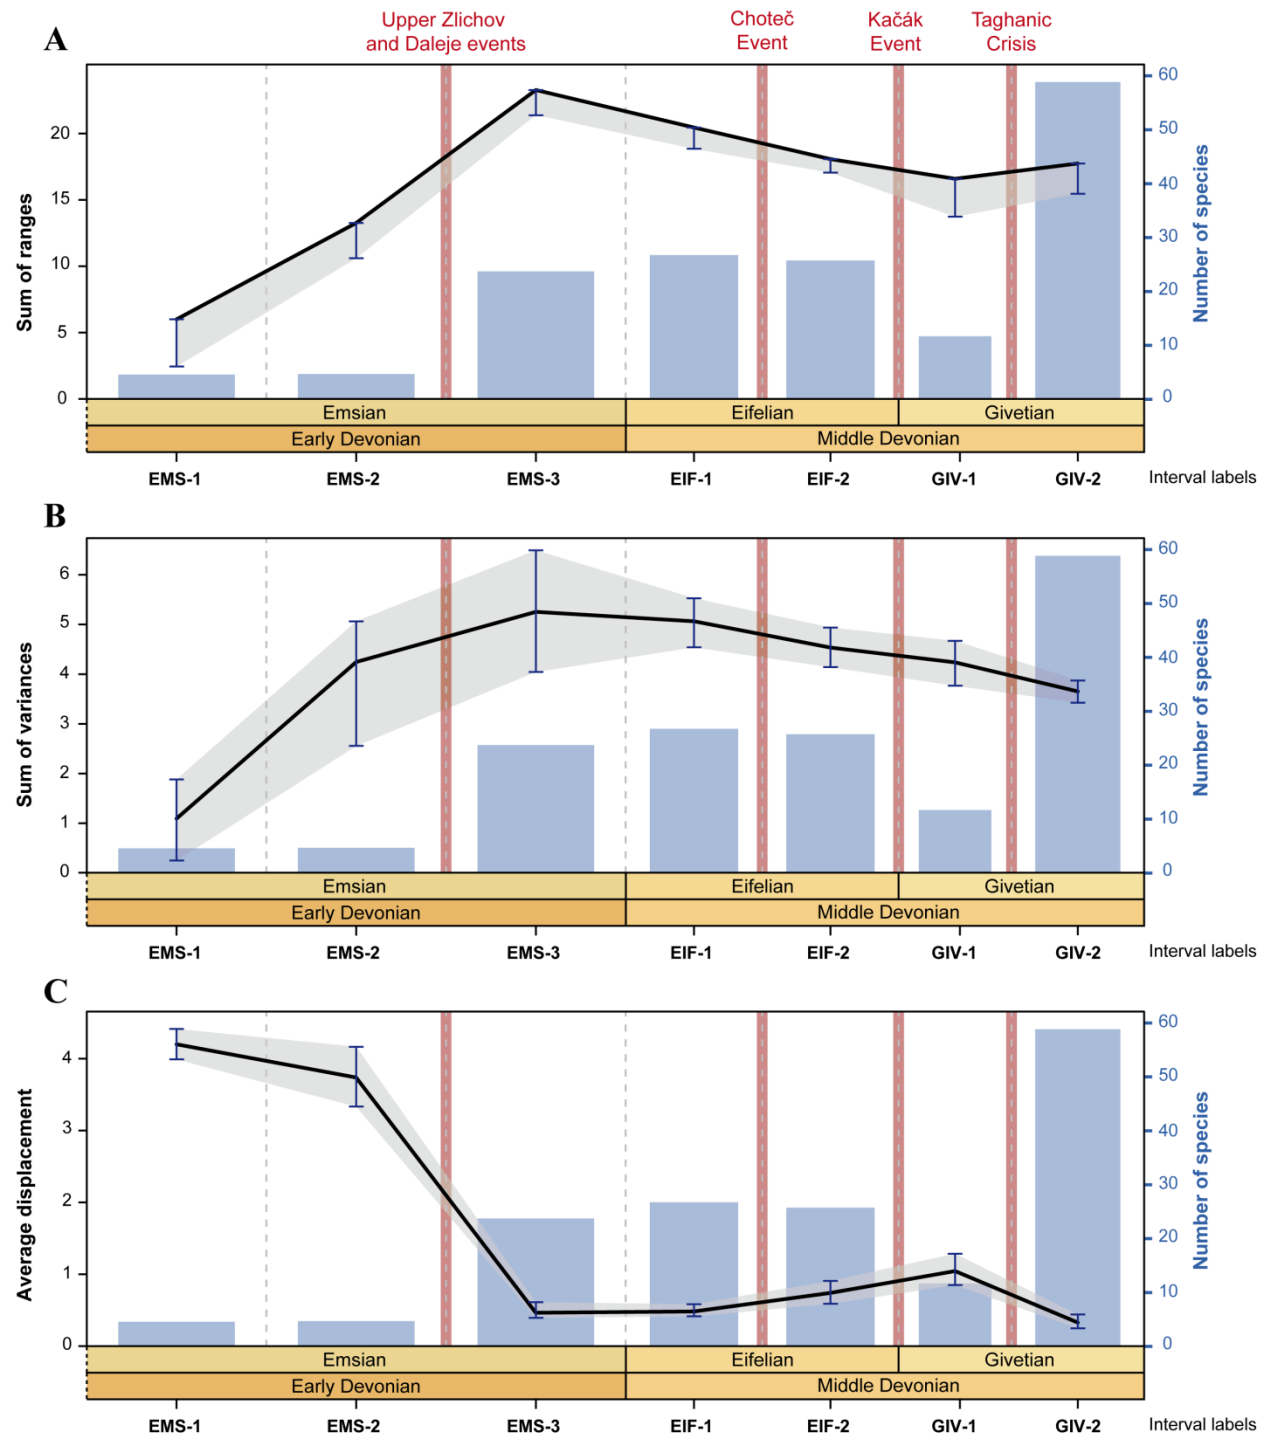 A
Upper Zlichov
and Daleje events
Choteč
Event
Kačák
Event
Taghanic
Crisis
Sum of ranges
20
15
10
5
0
Number of species
60
50
40
30
20
10
0
Emsian
Eifelian
Givetian
Early Devonian
Middle Devonian
EMS-1
EMS-2
EMS-3
EIF-1
EIF-2
GIV-1
GIV-2
Interval labels
B
Sum of variances
6
5
4
3
2
1
0
Number of species
60
50
40
30
20
10
0
Emsian
Eifelian
Givetian
Early Devonian
Middle Devonian
EMS-1
EMS-2
EMS-3
EIF-1
EIF-2
GIV-1
GIV-2
Interval labels
C
Average displacement
4
3
2
1
0
Number of species
60
50
40
30
20
10
0
Emsian
Eifelian
Givetian
Early Devonian
Middle Devonian
EMS-1
EMS-2
EMS-3
EIF-1
EIF-2
GIV-1
GIV-2
Interval labels